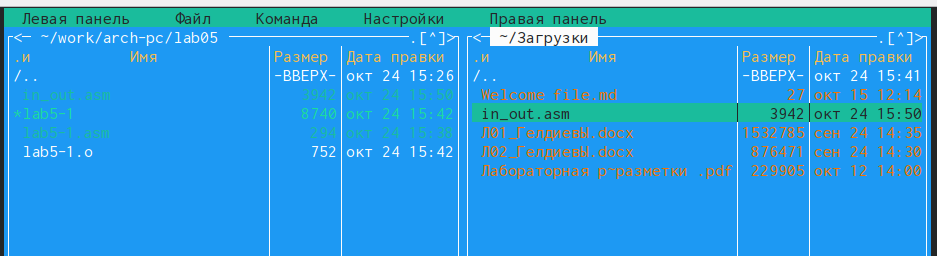 Левая панель Файл Команда Настройки Правая панель
<─ ~/work/arch-pc/lab05 ─.[^]> <─ ~/Загрузки ─.[^]>
.и Имя Размер Дата правки .и Имя Размер Дата правки
/.. -ВВЕРХ- окт 24 15:26 /.. -ВВЕРХ- окт 24 15:41
in_out.asm 3942 окт 24 15:50 Welcome file.md 27 окт 15 12:14
*lab5-1 8740 окт 24 15:42 in_out.asm 3942 окт 24 15:50
lab5-1.asm 294 окт 24 15:38 Л01_ГелдиевЫ.docx 1532785 сен 24 14:35
lab5-1.o 752 окт 24 15:42 Л02_ГелдиевЫ.docx 876471 сен 24 14:30
Лабораторная р~разметки .pdf 229905 окт 12 14:00